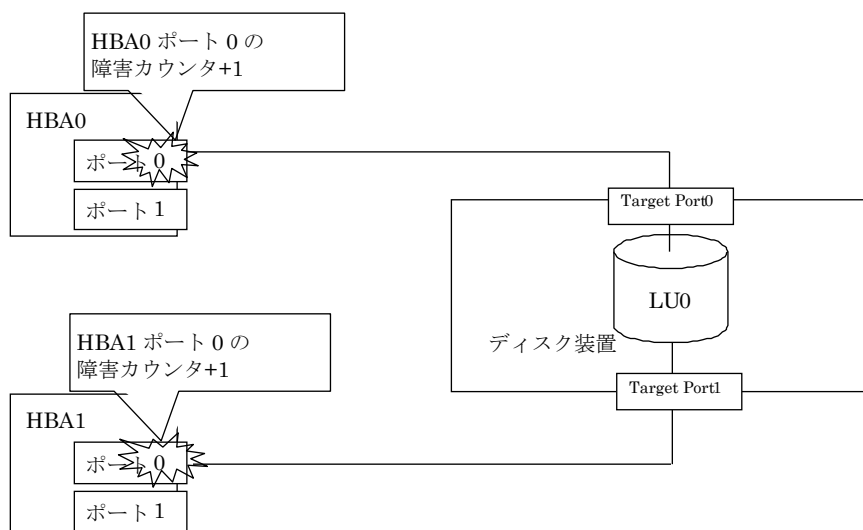 HBA0 ポート 0 の
障害カウンタ+1
HBA0
ポート 0
ポート 1
Target Port0
LU0
ディスク装置
Target Port1
HBA1 ポート 0 の
障害カウンタ+1
HBA1
ポート 0
ポート 1